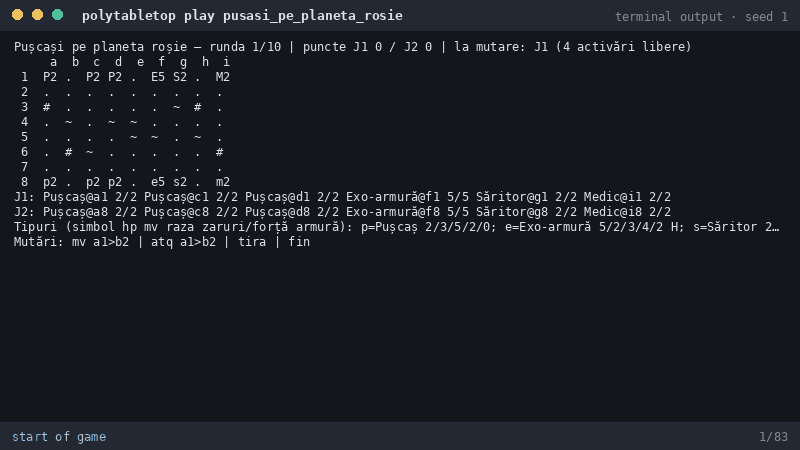 polytabletop play pusasi_pe_planeta_rosie
terminal output · seed 1
Pușcași pe planeta roșie — runda 1/10 | puncte J1 0 / J2 0 | la mutare: J1 (4 activări libere)
a b c d e f g h i
1 P2 . P2 P2 . E5 S2 . M2
2 . . . . . . . . .
3 # . . . . . ~ # .
4 . ~ . ~ ~ . . . .
5 . . . . ~ ~ . ~ .
6 . # ~ . . . . . #
7 . . . . . . . . .
8 p2 . p2 p2 . e5 s2 . m2
J1: Pușcaș@a1 2/2 Pușcaș@c1 2/2 Pușcaș@d1 2/2 Exo-armură@f1 5/5 Săritor@g1 2/2 Medic@i1 2/2
J2: Pușcaș@a8 2/2 Pușcaș@c8 2/2 Pușcaș@d8 2/2 Exo-armură@f8 5/5 Săritor@g8 2/2 Medic@i8 2/2
Tipuri (simbol hp mv raza zaruri/forță armură): p=Pușcaș 2/3/5/2/0; e=Exo-armură 5/2/3/4/2 H; s=Săritor 2…
Mutări: mv a1>b2 | atq a1>b2 | tira | fin
start of game
1/83